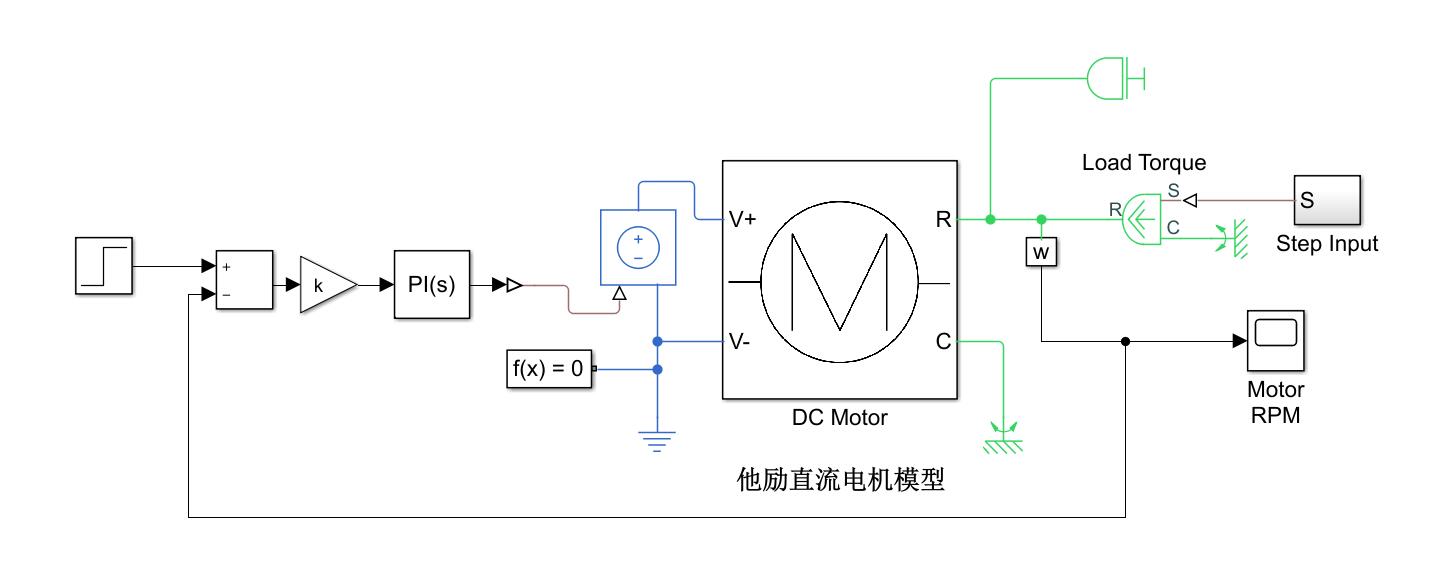 Load Torque
S
R
C
S
Step Input
V+
R
w
+
−
k
PI(s)
+
−
M
V-
C
f(x) = 0
DC Motor
Motor
RPM
他励直流电机模型